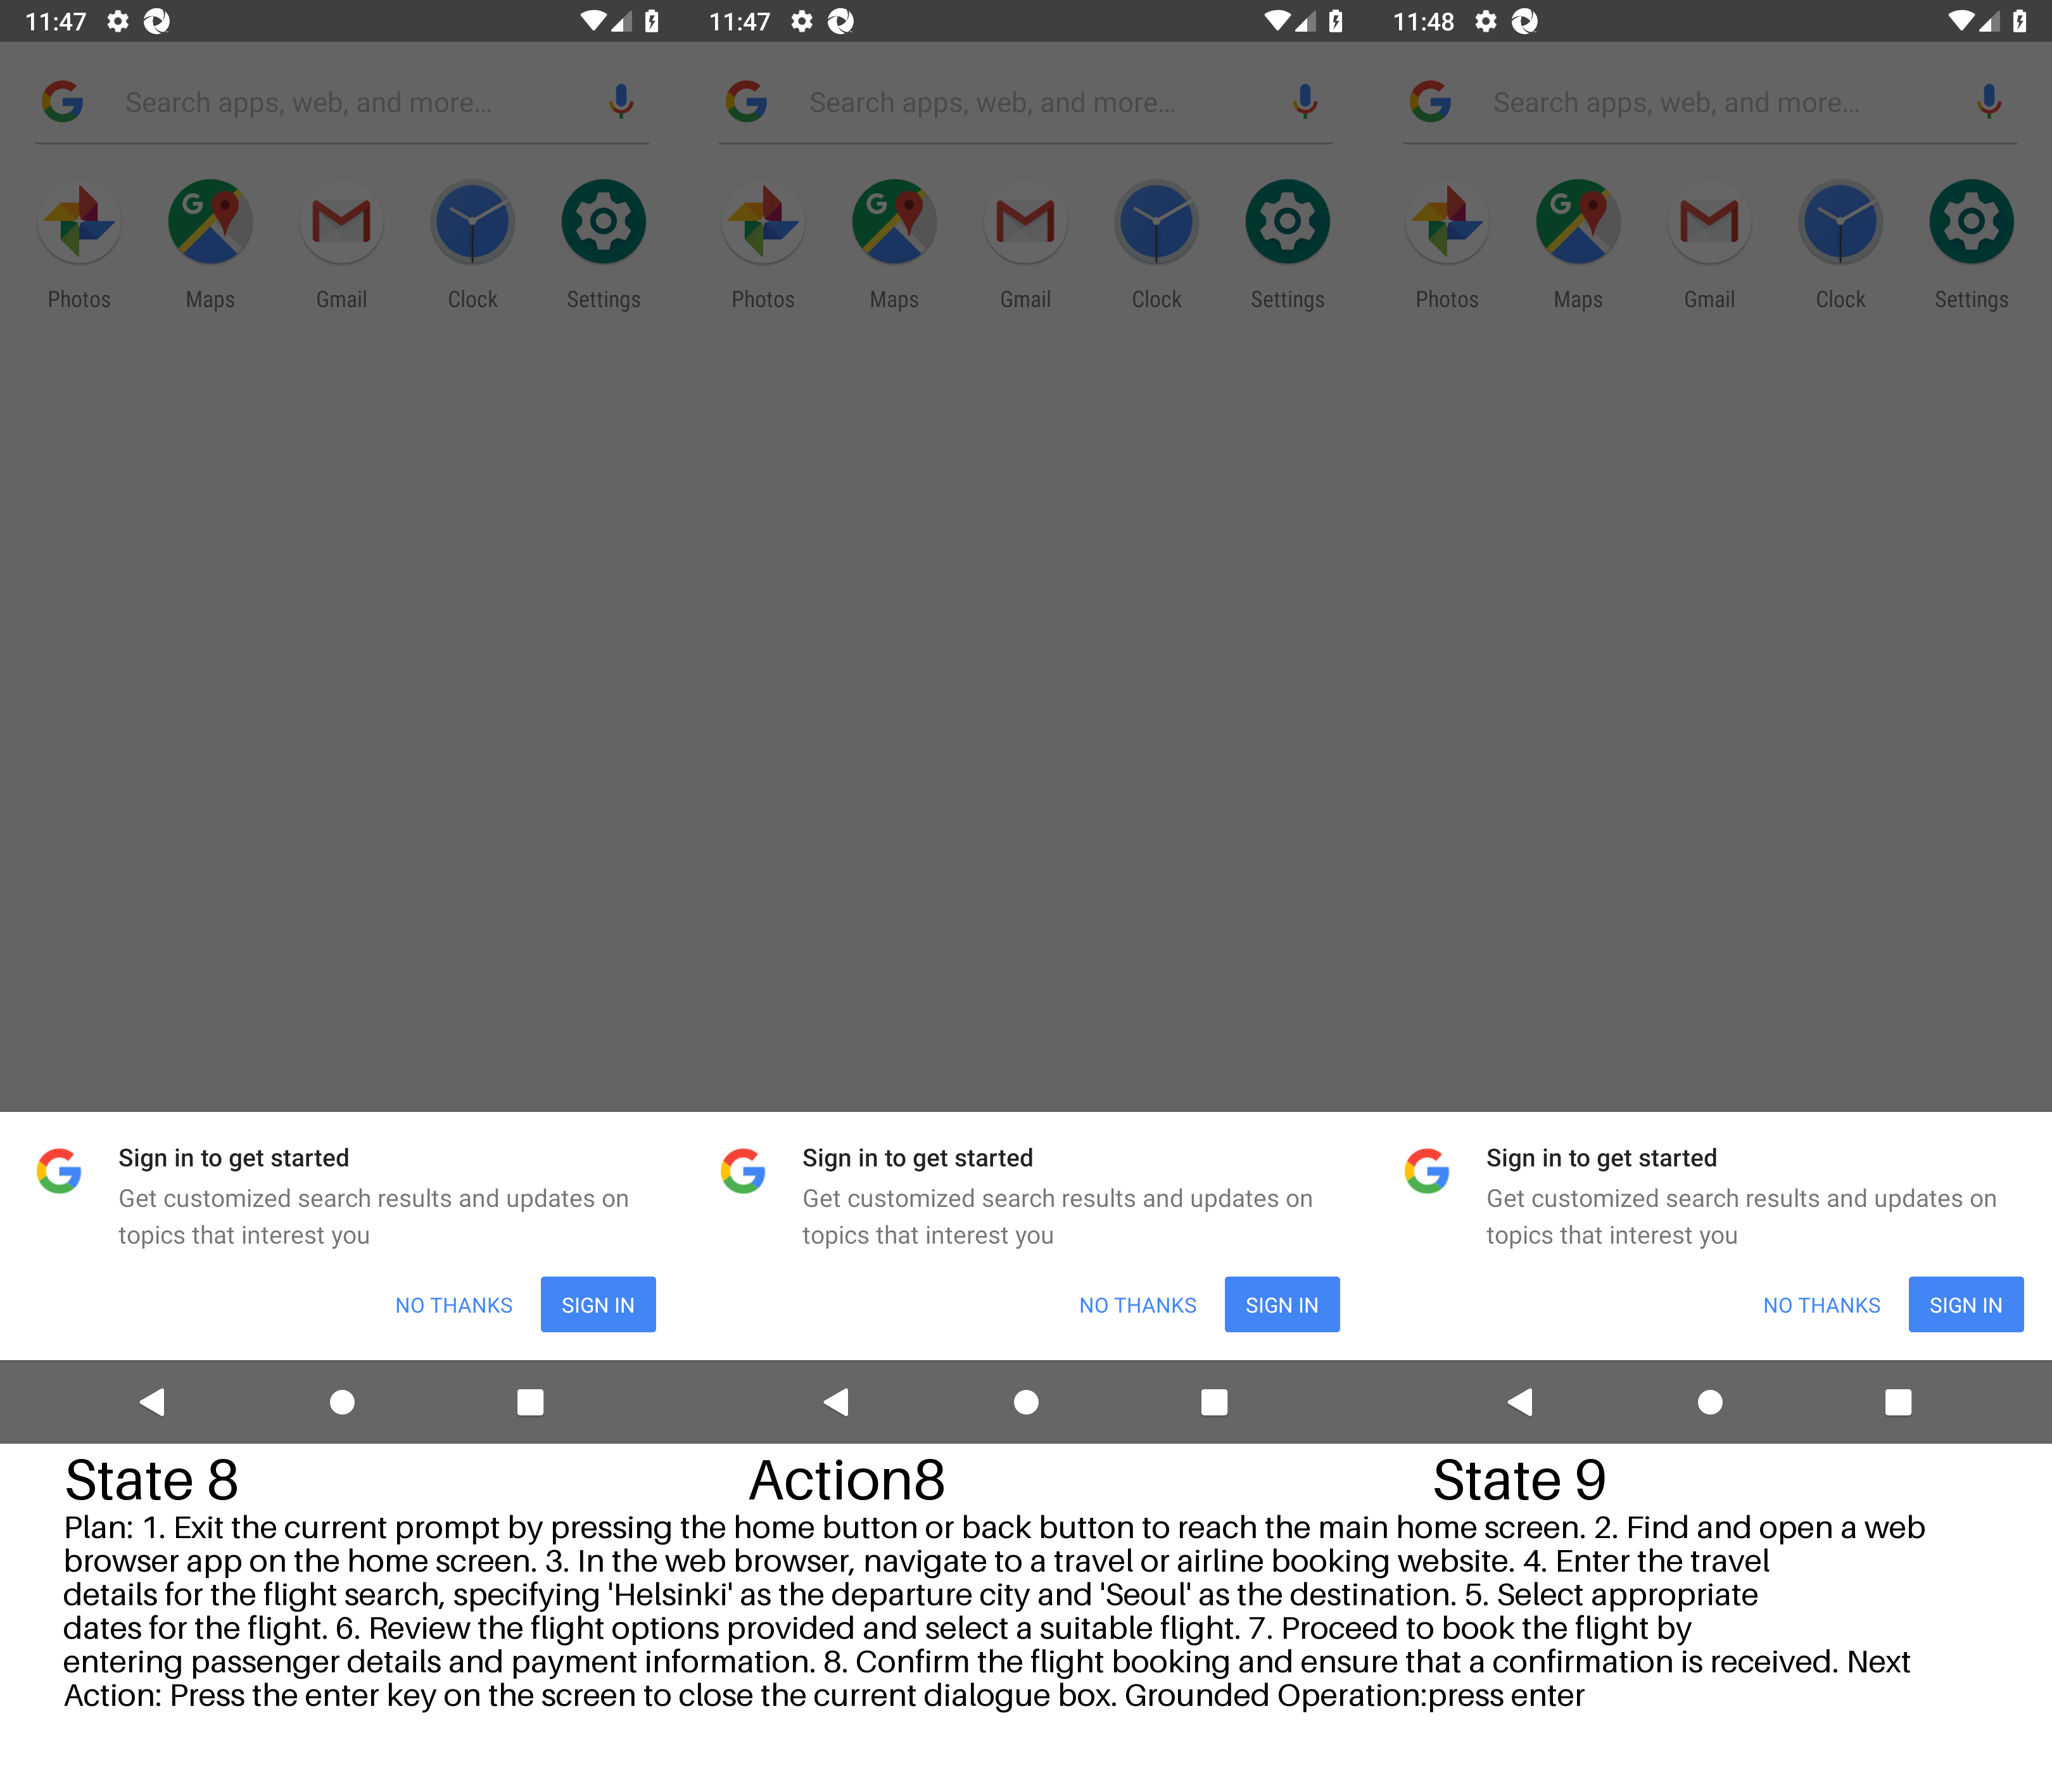 11:47 11:47 11:48
Search apps, web, and more... Search apps, web, and more... Search apps, web, and more...
Photos Maps Gmail Clock Settings Photos Maps Gmail Clock Settings Photos Maps Gmail Clock Settings
Sign in to get started Sign in to get started Sign in to get started
Get customized search results and updates on Get customized search results and updates on Get customized search results and updates on
topics that interest you topics that interest you topics that interest you
NO THANKS SIGN IN NO THANKS SIGN IN NO THANKS SIGN IN
State 8 Action8 State 9
Plan: 1. Exit the current prompt by pressing the home button or back button to reach the main home screen. 2. Find and open a web
browser app on the home screen. 3. In the web browser, navigate to a travel or airline booking website. 4. Enter the travel
details for the flight search, specifying 'Helsinki' as the departure city and 'Seoul' as the destination. 5. Select appropriate
dates for the flight. 6. Review the flight options provided and select a suitable flight. 7. Proceed to book the flight by
entering passenger details and payment information. 8. Confirm the flight booking and ensure that a confirmation is received. Next
Action: Press the enter key on the screen to close the current dialogue box. Grounded Operation:press enter